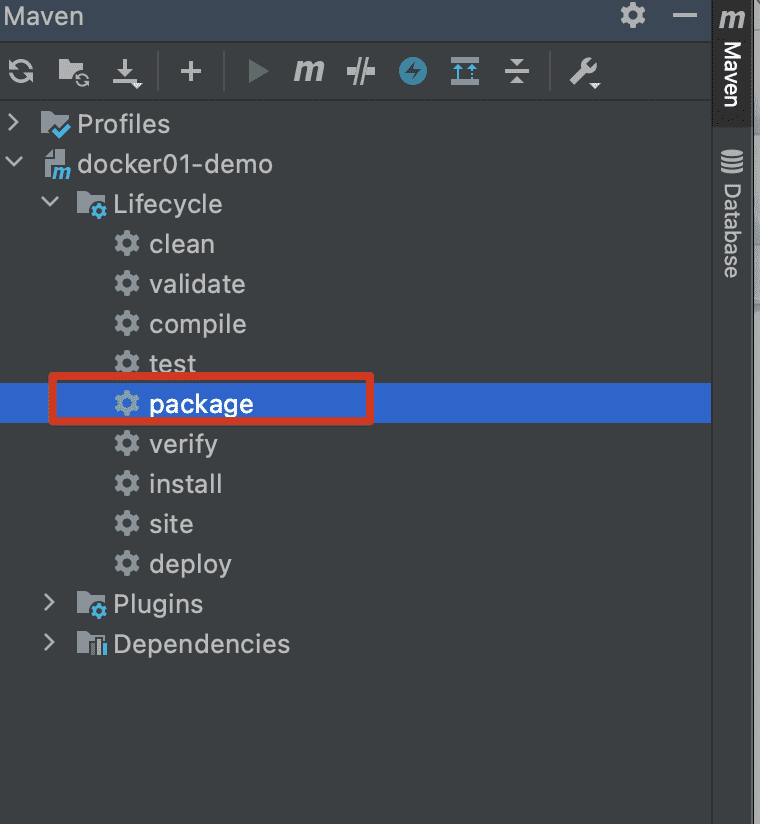 Maven
Profiles
docker01-demo
Lifecycle
clean
validate
compile
test
package
verify
install
site
deploy
Plugins
Dependencies
m
Maven
Database